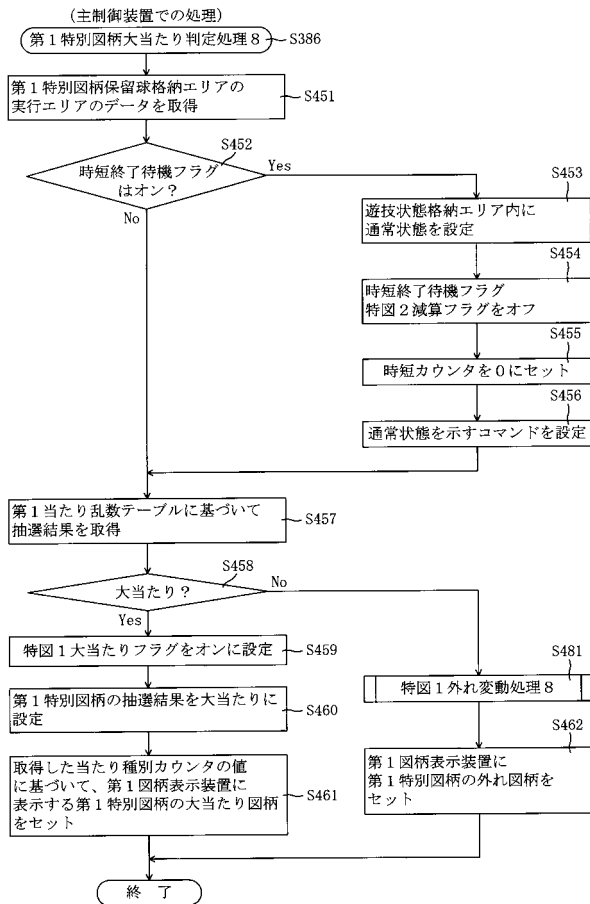 (主制御装置での処理)
第1特別図柄大当たり判定処理8
S386
第1特別図柄保留球格納エリアの
実行エリアのデータを取得
S451
S452
時短終了待機フラグ
はオン?
Yes
No
S453
遊技状態格納エリア内に
通常状態を設定
S454
時短終了待機フラグ
特図2減算フラグをオフ
S455
時短カウンタを0にセット
S456
通常状態を示すコマンドを設定
第1当たり乱数テーブルに基づいて
抽選結果を取得
S457
S458
大当たり?
No
Yes
特図1大当たりフラグをオンに設定
S459
S481
特図1外れ変動処理8
第1特別図柄の抽選結果を大当たりに
設定
S460
S462
第1図柄表示装置に
第1特別図柄の外れ図柄を
セット
取得した当たり種別カウンタの値
に基づいて、第1図柄表示装置に
表示する第1特別図柄の大当たり図柄
をセット
S461
終 了